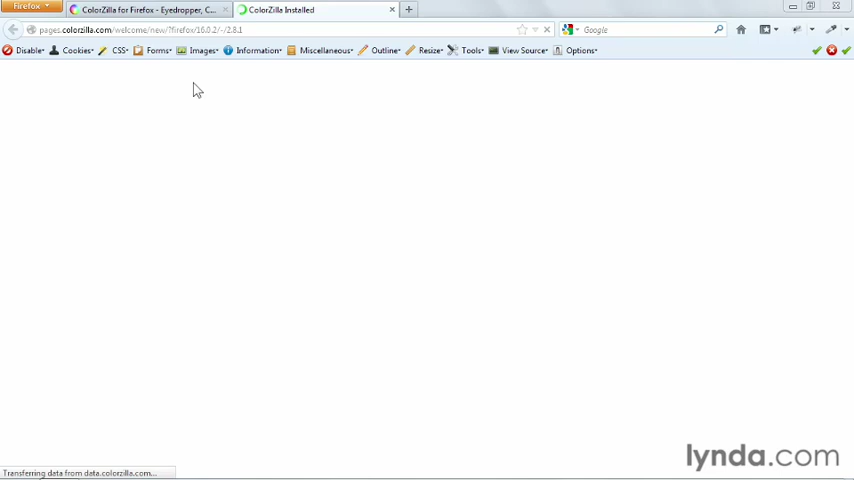 Firefox
ColorZilla for Firefox - Eyedropper, C...
ColorZilla Installed
pages.colorzilla.com/welcome/new/?firefox/16.0.2/-/2.8.1
Google
Disable Cookies CSS Forms Images Information Miscellaneous Outline Resize Tools View Source Options
Transferring data from data.colorzilla.com...
lynda.com